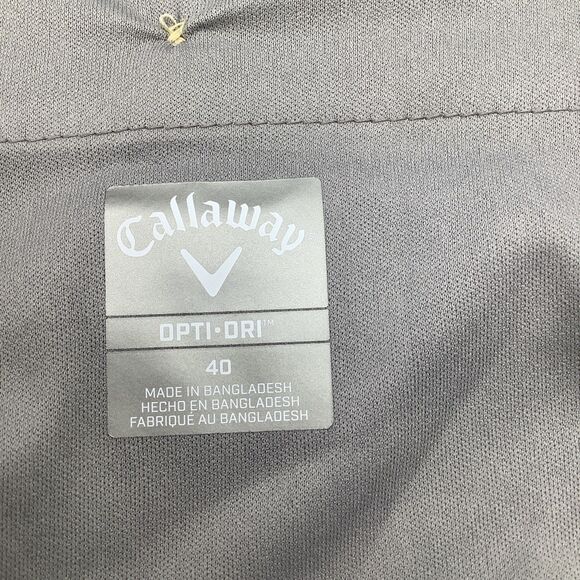 Callaway
OPTI·DRI™
40
MADE IN BANGLADESH
HECHO EN BANGLADESH
FABRIQUÉ AU BANGLADESH